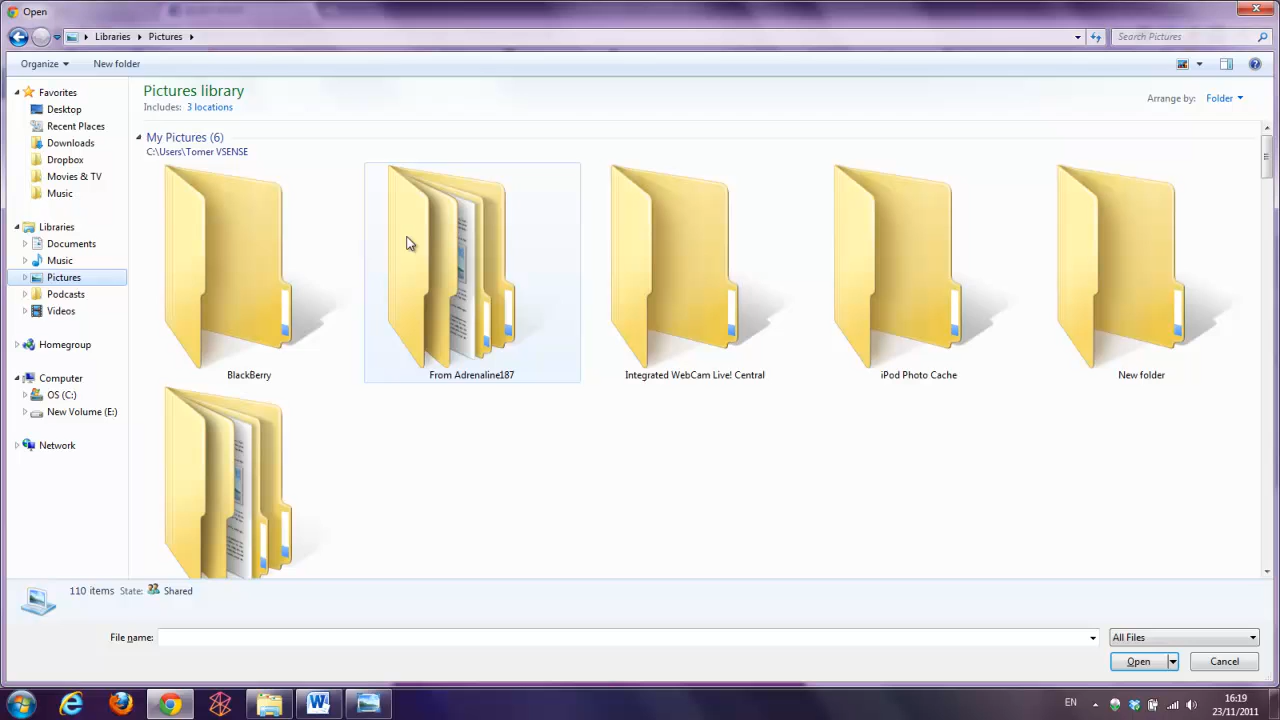 Open
Libraries Pictures
Search Pictures
Organize New folder
Favorites
Desktop
Recent Places
Downloads
Dropbox
Movies & TV
Music
Libraries
Documents
Music
Pictures
Podcasts
Videos
Homegroup
Computer
OS (C:)
New Volume (E:)
Network
Pictures library
Includes: 3 locations
Arrange by: Folder
My Pictures (6)
C:\Users\Tomer VSENSE
BlackBerry
From Adrenaline187
Integrated WebCam Live! Central
iPod Photo Cache
New folder
110 items State: Shared
File name:
All Files
Open Cancel
EN
16:19
23/11/2011